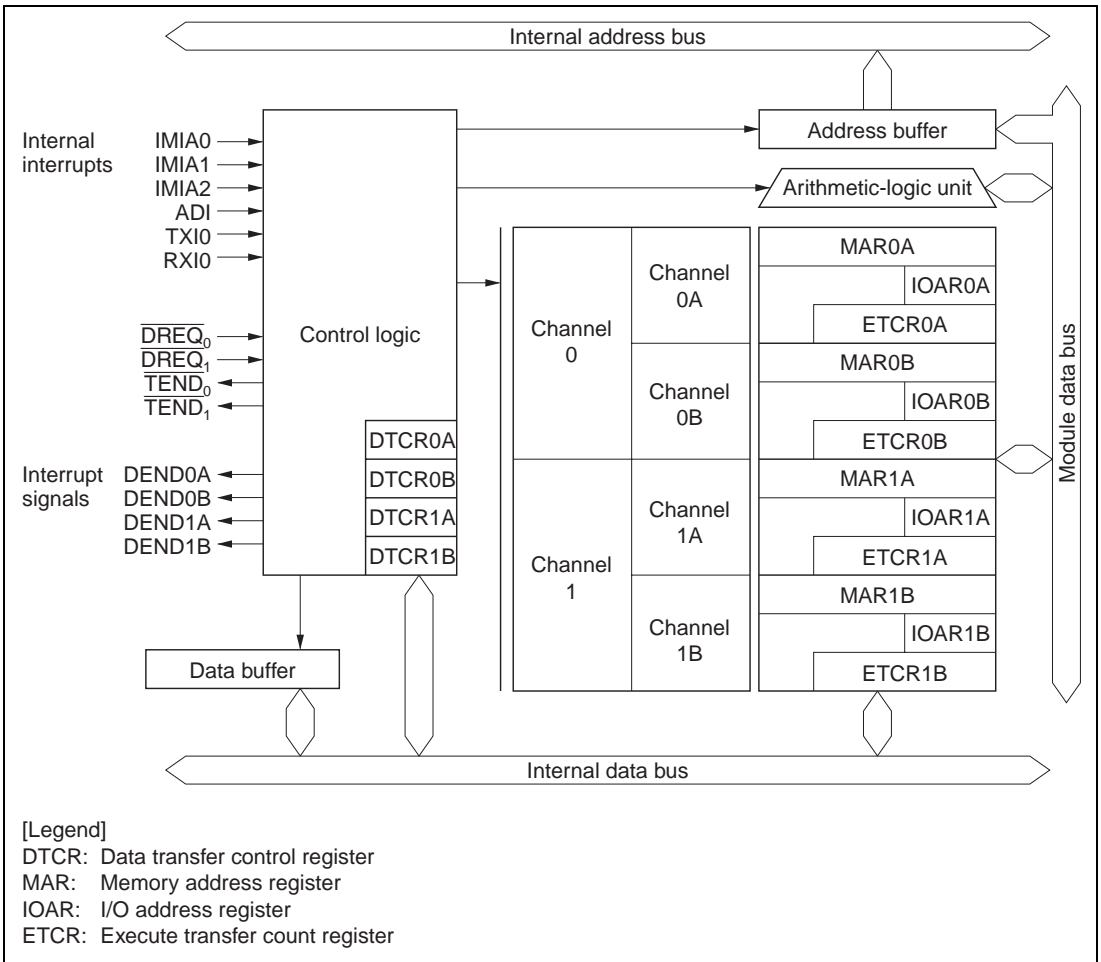 Internal address bus
Internal interrupts
IMIA0
IMIA1
IMIA2
ADI
TXI0
RXI0
DREQ0
DREQ1
TEND0
TEND1
Interrupt signals
DEND0A
DEND0B
DEND1A
DEND1B
Control logic
DTCR0A
DTCR0B
DTCR1A
DTCR1B
Data buffer
Address buffer
Arithmetic-logic unit
Channel 0
Channel 0A
Channel 0B
Channel 1
Channel 1A
Channel 1B
MAR0A
IOAR0A
ETCR0A
MAR0B
IOAR0B
ETCR0B
MAR1A
IOAR1A
ETCR1A
MAR1B
IOAR1B
ETCR1B
Module data bus
Internal data bus
[Legend]
DTCR: Data transfer control register
MAR: Memory address register
IOAR: I/O address register
ETCR: Execute transfer count register